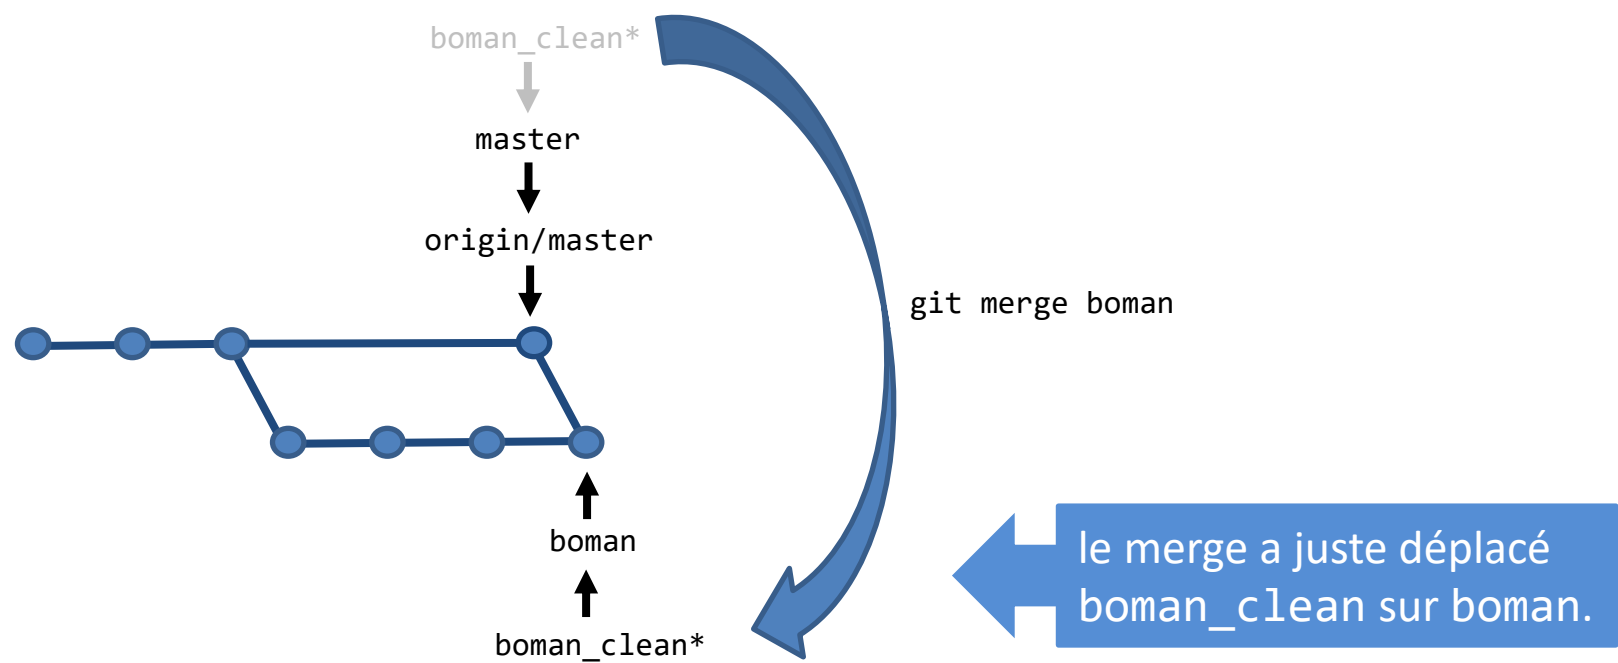 boman_clean*
master
origin/master
git merge boman
boman
boman_clean*
le merge a juste déplacé
boman_clean sur boman.